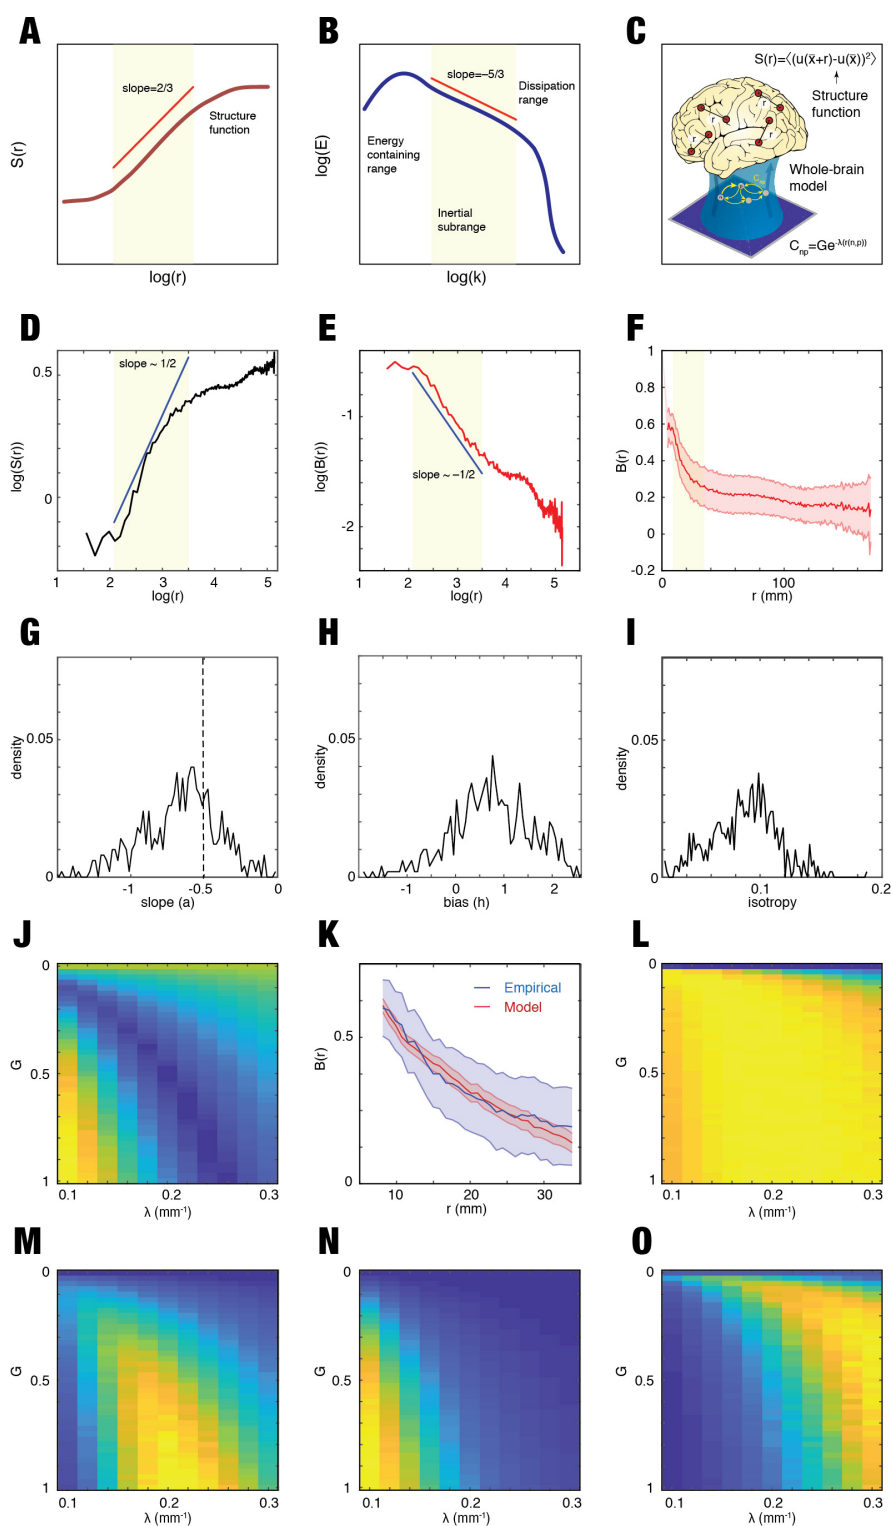 A
B
C
slope=2/3
Structure
function
S(r)
log(r)
slope=–5/3
Dissipation
range
Energy
containing
range
Inertial
subrange
log(E)
log(k)
S(r)=⟨(u(x̄+r)-u(x̄))²⟩
Structure
function
r
r
r
r
Whole-brain
model
Cnp=Ge-λ(r(n,p))
D
E
F
slope ~ 1/2
0.5
0
log(S(r))
1 2 3 4 5
log(r)
slope ~ –1/2
-1
-2
log(B(r))
1 2 3 4 5
log(r)
1
0.8
0.6
0.4
0.2
0
-0.2
B(r)
0 100
r (mm)
G
H
I
0.05
0
density
-1 -0.5 0
slope (a)
0.05
0
density
-1 0 1 2
bias (h)
0.05
0
density
0.1 0.2
isotropy
J
K
L
0
0.5
1
G
0.1 0.2 0.3
λ (mm-1)
Empirical
Model
0.5
0
B(r)
10 20 30
r (mm)
0
0.5
1
G
0.1 0.2 0.3
λ (mm-1)
M
N
O
0
0.5
1
G
0.1 0.2 0.3
λ (mm-1)
0
0.5
1
G
0.1 0.2 0.3
λ (mm-1)
0
0.5
1
G
0.1 0.2 0.3
λ (mm-1)